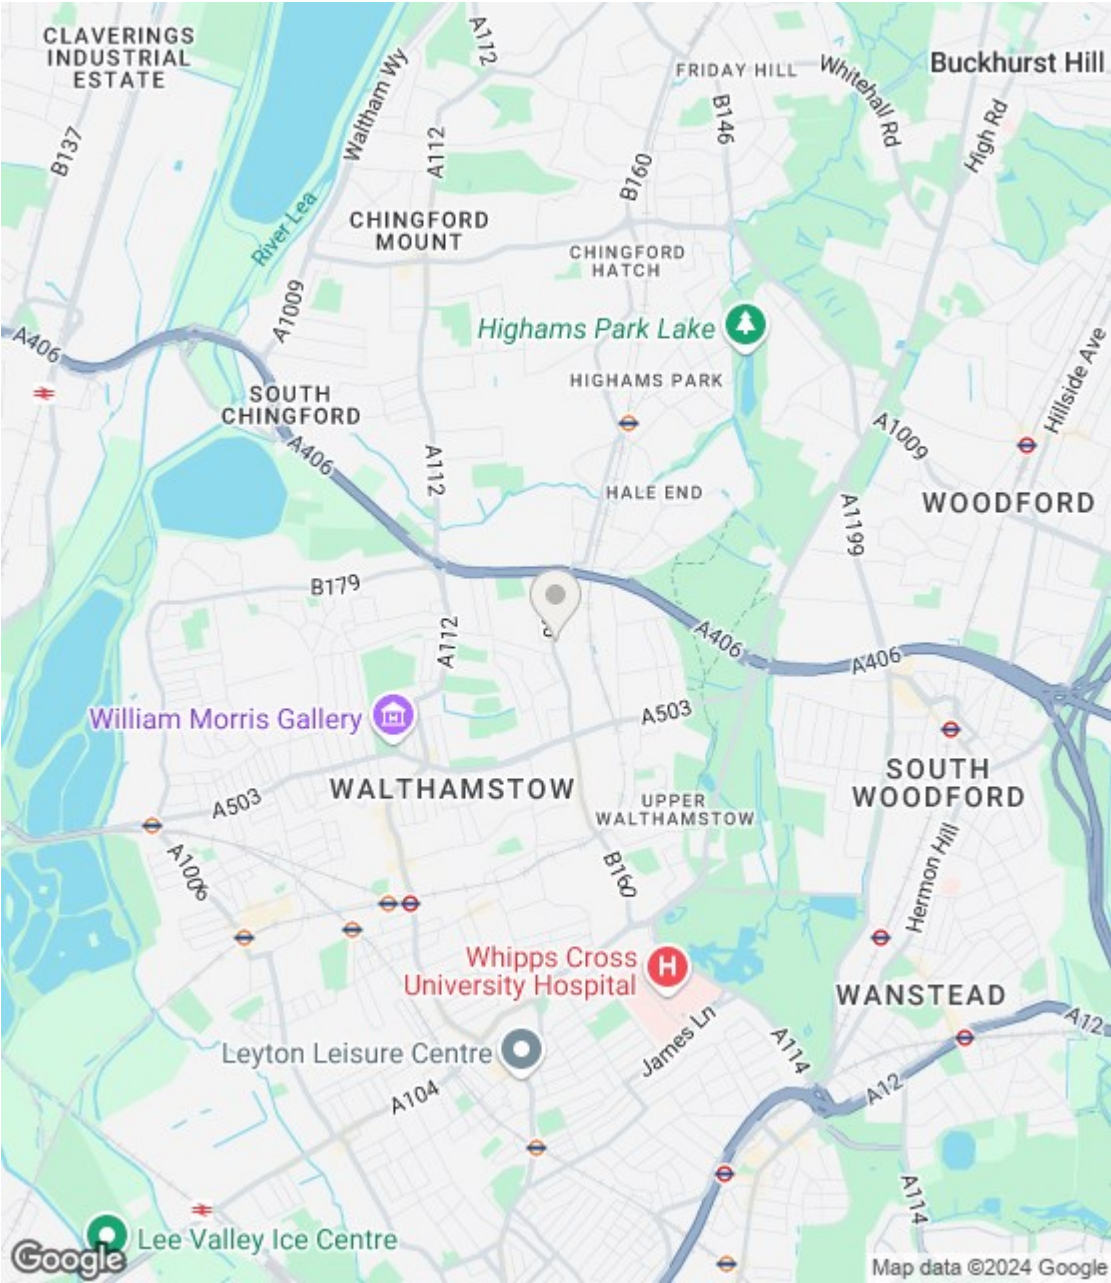 CLAVERINGS
INDUSTRIAL
ESTATE
A112
Waltham Wy
FRIDAY HILL
Whitehall Rd
Buckhurst Hill
B137
A112
B146
High Rd
B160
River Lea
CHINGFORD
MOUNT
CHINGFORD
HATCH
A1009
Highams Park Lake
A406
HIGHAMS PARK
Hillside Ave
SOUTH
CHINGFORD
A406
A112
A1009
HALE END
WOODFORD
A1199
B179
A112
A406
A406
William Morris Gallery
A503
WALTHAMSTOW
SOUTH
WOODFORD
A503
UPPER
WALTHAMSTOW
A1006
B160
Hermon Hill
Whipps Cross
University Hospital
H
WANSTEAD
A12
James Ln
A114
Leyton Leisure Centre
A104
A12
A114
Lee Valley Ice Centre
Google
Map data ©2024 Google